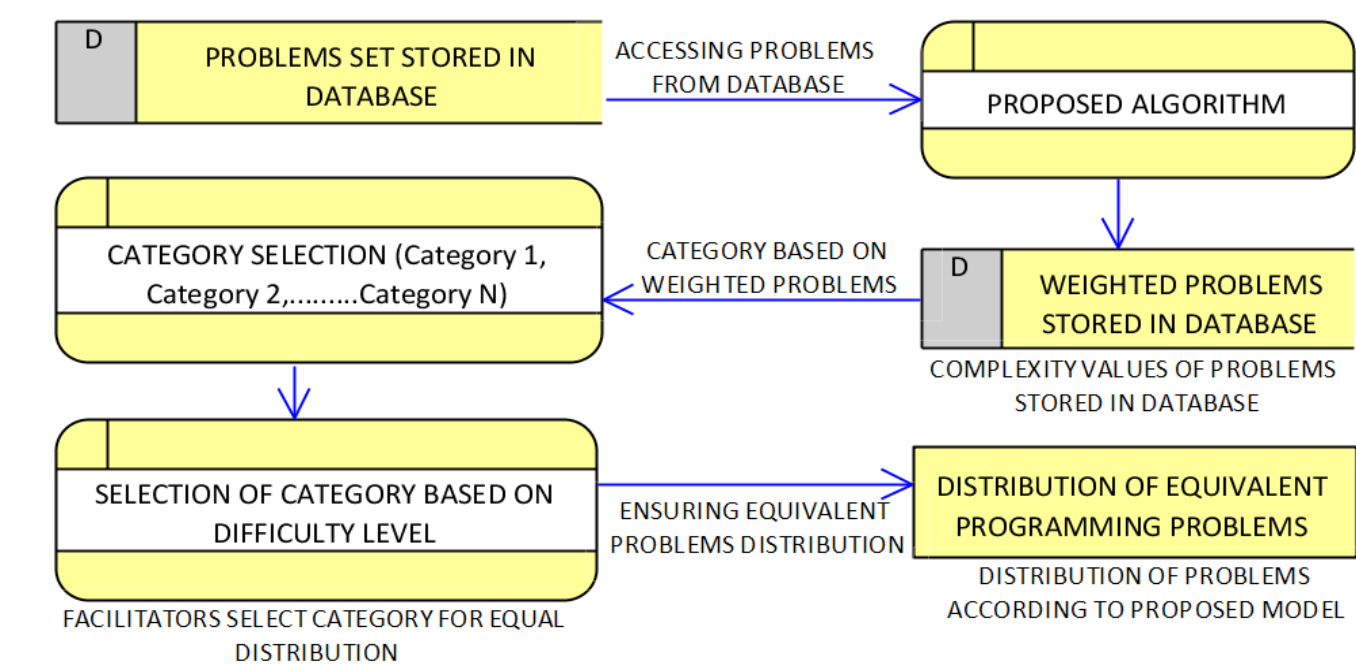 D
PROBLEMS SET STORED IN
DATABASE
ACCESSING PROBLEMS
FROM DATABASE
PROPOSED ALGORITHM
CATEGORY SELECTION (Category 1,
Category 2,.........Category N)
CATEGORY BASED ON
WEIGHTED PROBLEMS
D
WEIGHTED PROBLEMS
STORED IN DATABASE
COMPLEXITY VALUES OF PROBLEMS
STORED IN DATABASE
SELECTION OF CATEGORY BASED ON
DIFFICULTY LEVEL
FACILITATORS SELECT CATEGORY FOR EQUAL
DISTRIBUTION
ENSURING EQUIVALENT
PROBLEMS DISTRIBUTION
DISTRIBUTION OF EQUIVALENT
PROGRAMMING PROBLEMS
DISTRIBUTION OF PROBLEMS
ACCORDING TO PROPOSED MODEL